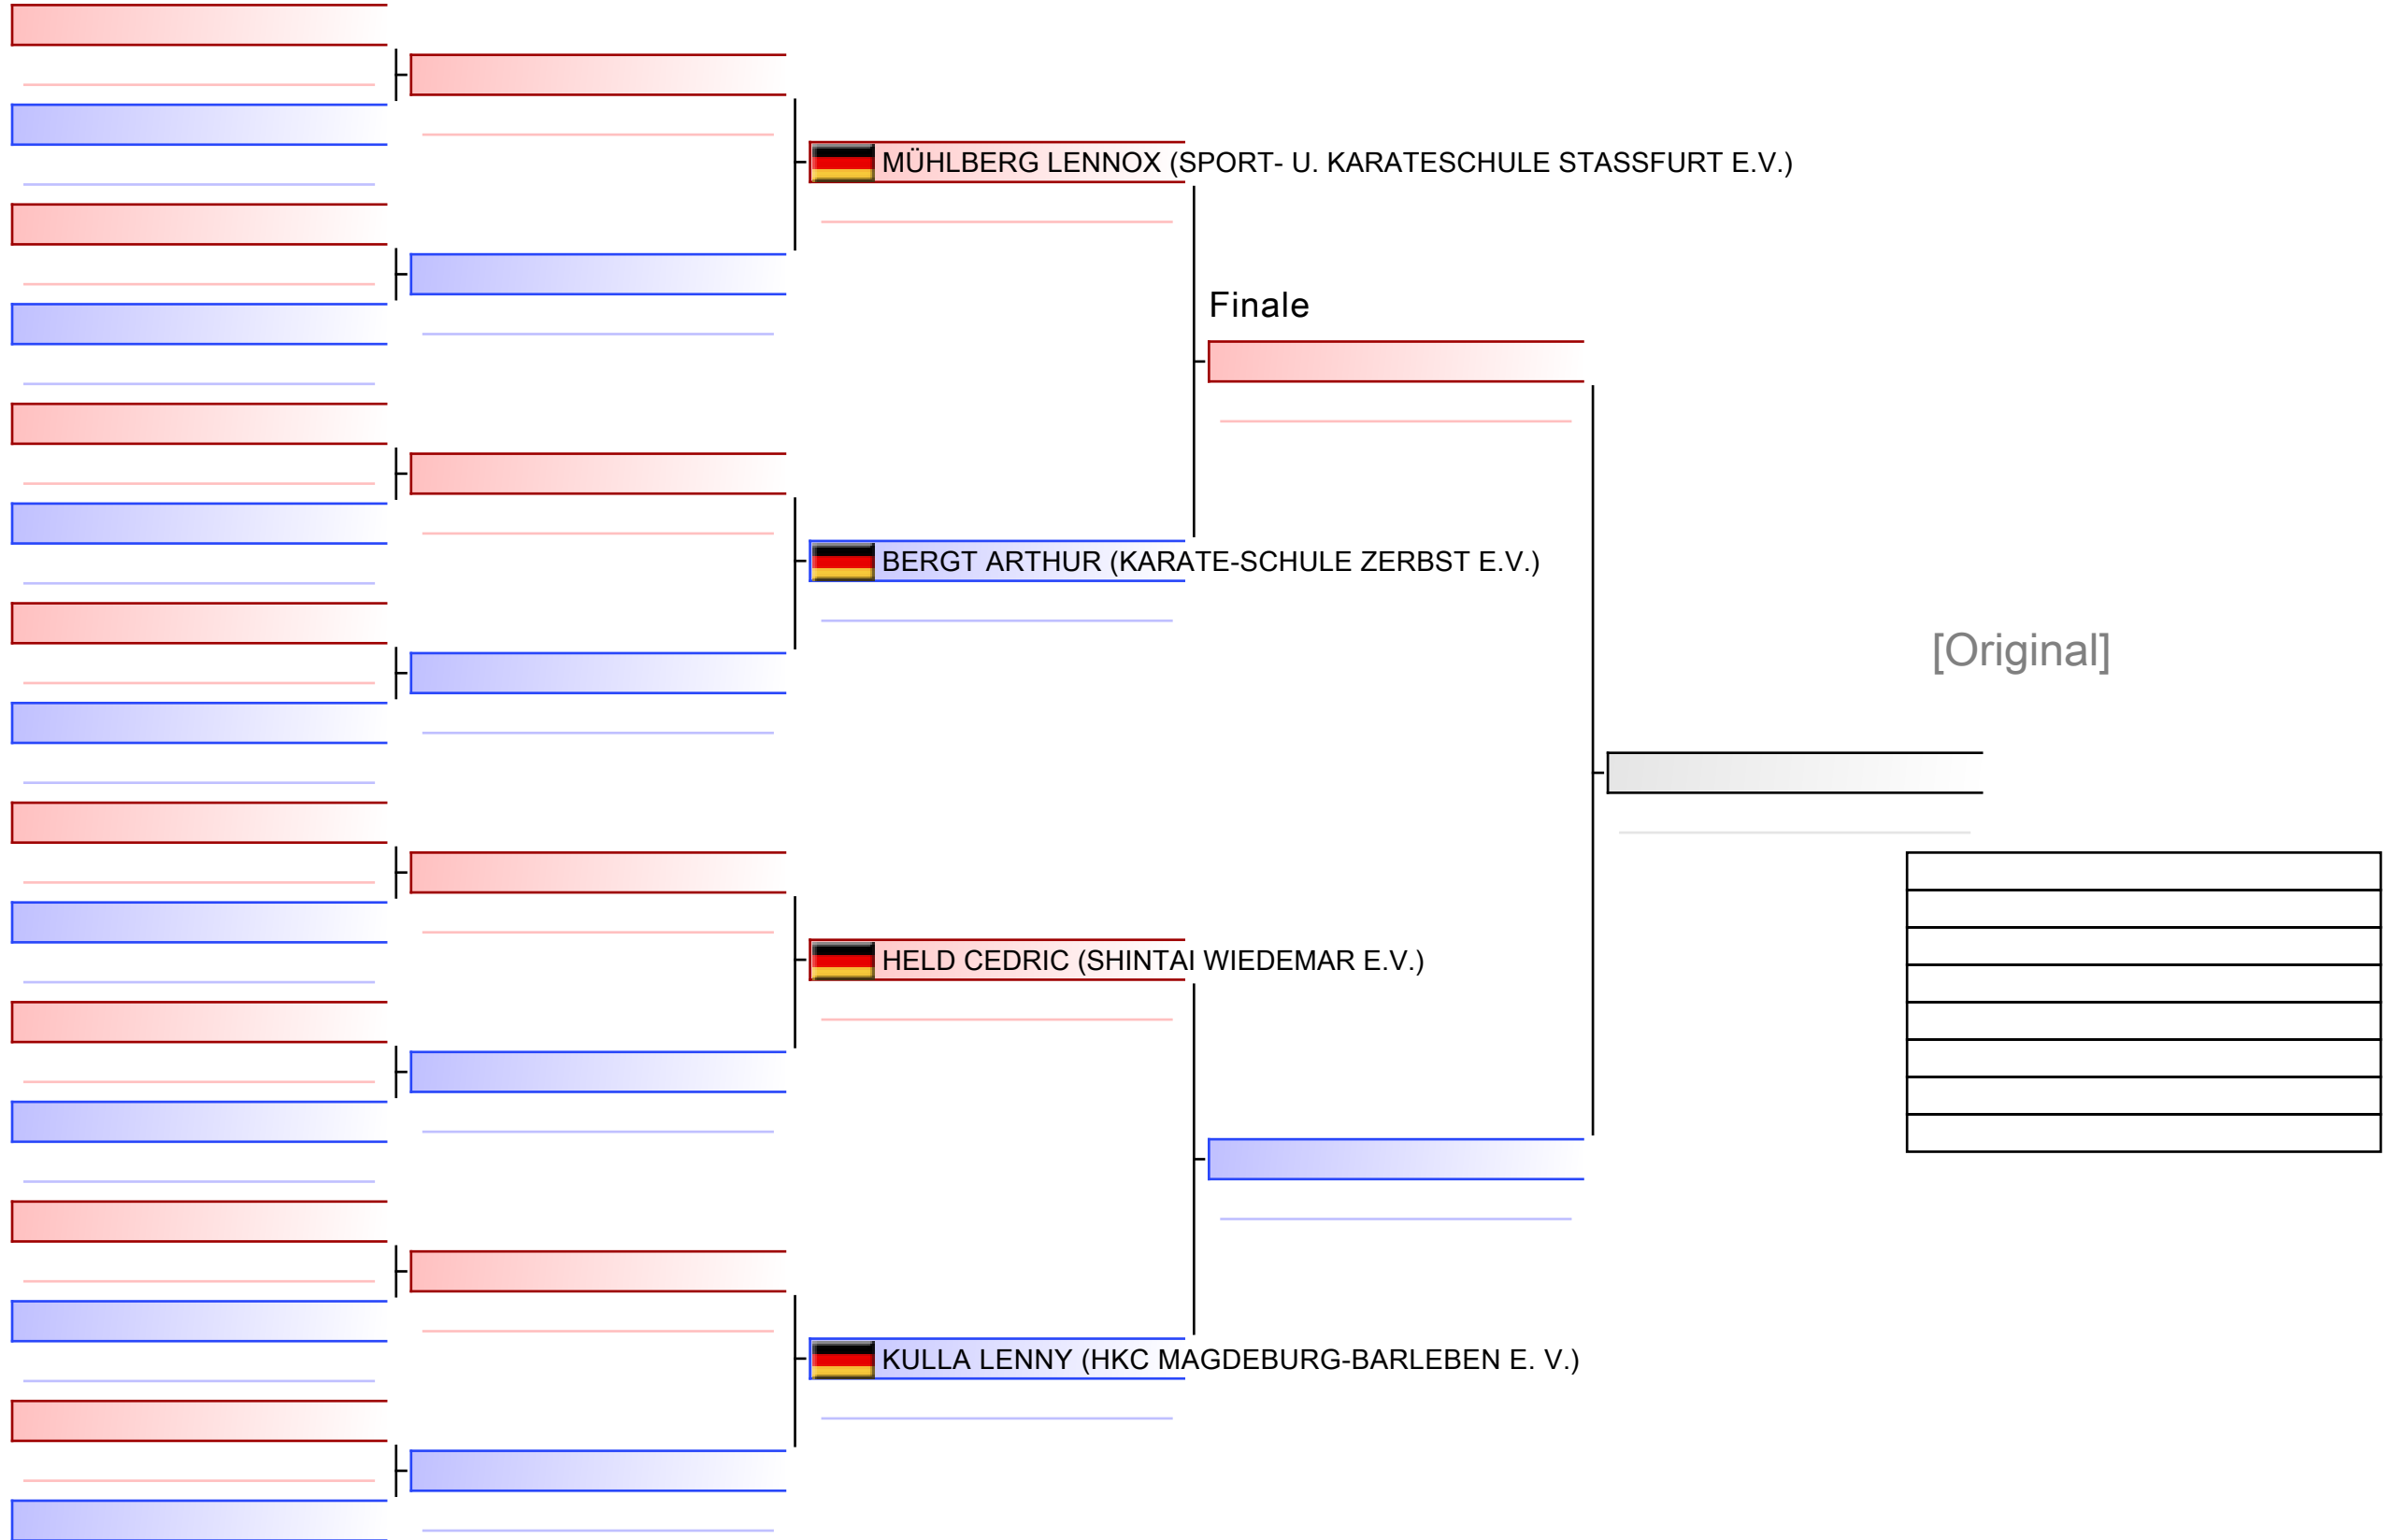 MÜHLBERG LENNOX (SPORT- U. KARATESCHULE STASSFURT E.V.)
Finale
BERGT ARTHUR (KARATE-SCHULE ZERBST E.V.)
[Original]
HELD CEDRIC (SHINTAI WIEDEMAR E.V.)
KULLA LENNY (HKC MAGDEBURG-BARLEBEN E. V.)